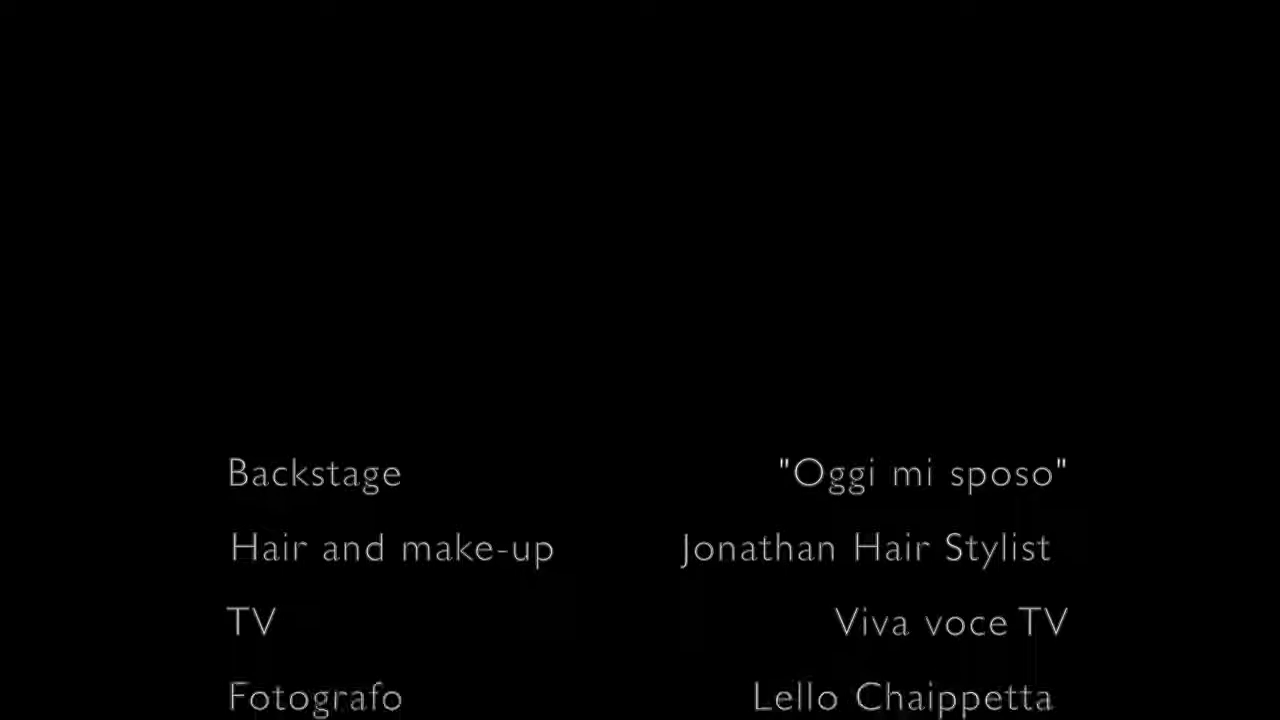 Backstage "Oggi mi sposo"
Hair and make-up Jonathan Hair Stylist
TV Viva voce TV
Fotografo Lello Chaippetta